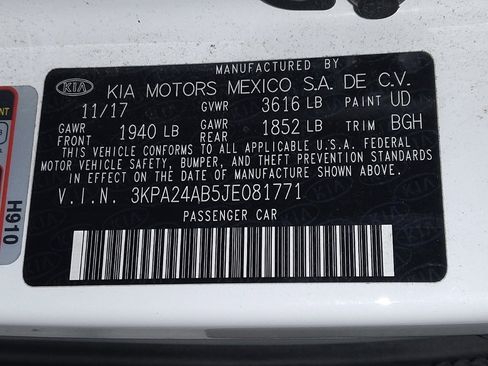 MANUFACTURED BY
KIA KIA MOTORS MEXICO S.A. DE C.V.
11/17 GVWR 3616 LB PAINT UD
GAWR FRONT 1940 LB GAWR REAR 1852 LB TRIM BGH
THIS VEHICLE CONFORMS TO ALL APPLICABLE U.S.A. FEDERAL
MOTOR VEHICLE SAFETY, BUMPER, AND THEFT PREVENTION STANDARDS
IN EFFECT ON THE DATE OF MANUFACTURE SHOWN ABOVE.
V.I.N. 3KPA24AB5JE081771
PASSENGER CAR
H910